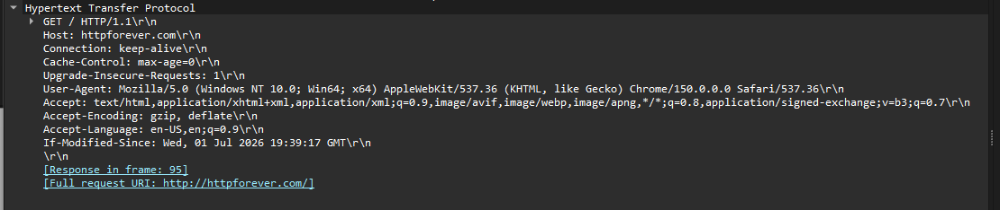 Hypertext Transfer Protocol
GET / HTTP/1.1\r\n
Host: httpforever.com\r\n
Connection: keep-alive\r\n
Cache-Control: max-age=0\r\n
Upgrade-Insecure-Requests: 1\r\n
User-Agent: Mozilla/5.0 (Windows NT 10.0; Win64; x64) AppleWebKit/537.36 (KHTML, like Gecko) Chrome/150.0.0.0 Safari/537.36\r\n
Accept: text/html,application/xhtml+xml,application/xml;q=0.9,image/avif,image/webp,image/apng,*/*;q=0.8,application/signed-exchange;v=b3;q=0.7\r\n
Accept-Encoding: gzip, deflate\r\n
Accept-Language: en-US,en;q=0.9\r\n
If-Modified-Since: Wed, 01 Jul 2026 19:39:17 GMT\r\n
\r\n
[Response in frame: 95]
[Full request URI: http://httpforever.com/]